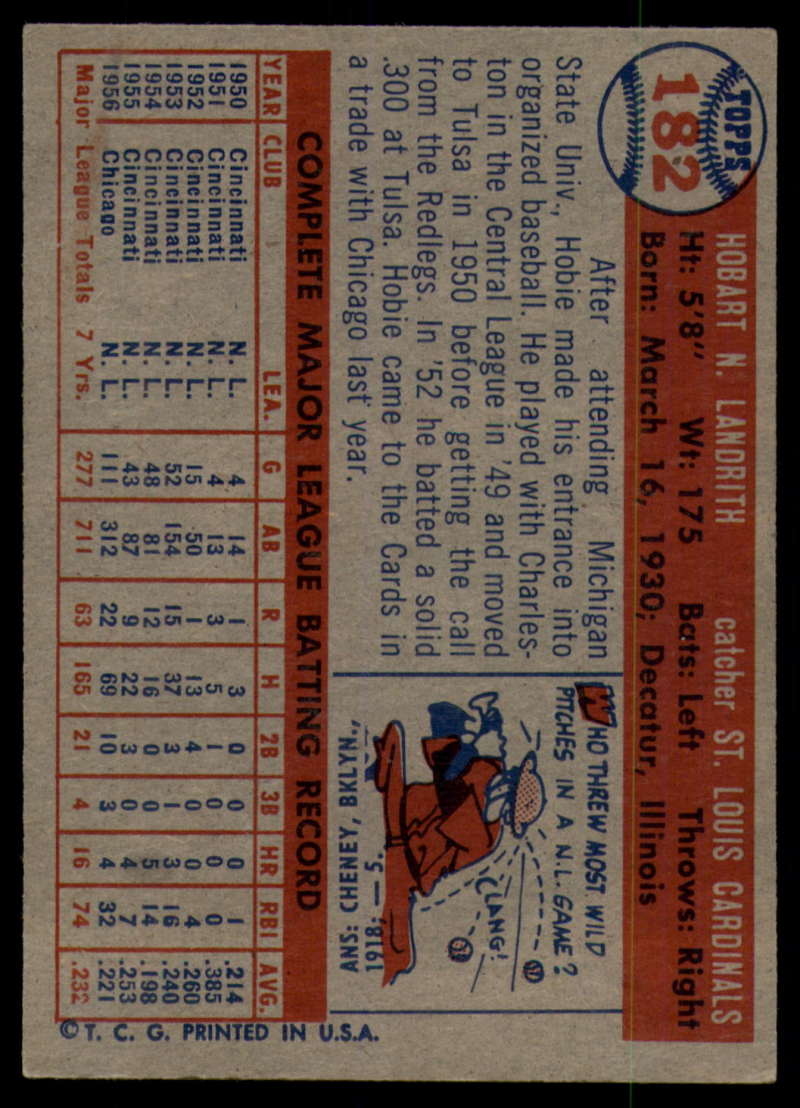 TOPPS
182
HOBART N. LANDRITH catcher ST. LOUIS CARDINALS
Ht: 5'8" Wt: 175 Bats: Left Throws: Right
Born: March 16, 1930; Decatur, Illinois
After attending Michigan
State Univ., Hobie made his entrance into
organized baseball. He played with Charles-
ton in the Central League in '49 and moved
to Tulsa in 1950 before getting the call
from the Redlegs. In '52 he batted a solid
.300 at Tulsa. Hobie came to the Cards in
a trade with Chicago last year.
WHO THREW MOST WILD
PITCHES IN A N.L. GAME?
CLANG!
ANS: CHENEY, BKLYN.,
1918;—5.
COMPLETE MAJOR LEAGUE BATTING RECORD
YEAR CLUB LEA. G AB R H 2B 3B HR RBI AVG.
1950 Cincinnati N. L. 4 14 1 3 0 0 0 1 .214
1951 Cincinnati N. L. 4 13 3 5 1 0 0 0 .385
1952 Cincinnati N. L. 15 50 1 13 4 0 0 4 .260
1953 Cincinnati N. L. 52 154 15 37 3 1 3 16 .240
1954 Cincinnati N. L. 48 81 12 16 0 0 5 14 .198
1955 Cincinnati N. L. 43 87 9 22 3 0 4 7 .253
1956 Chicago N. L. 111 312 22 69 10 3 4 32 .221
Major League Totals 7 Yrs. 277 711 63 165 21 4 16 74 .232
©T. C. G. PRINTED IN U.S.A.